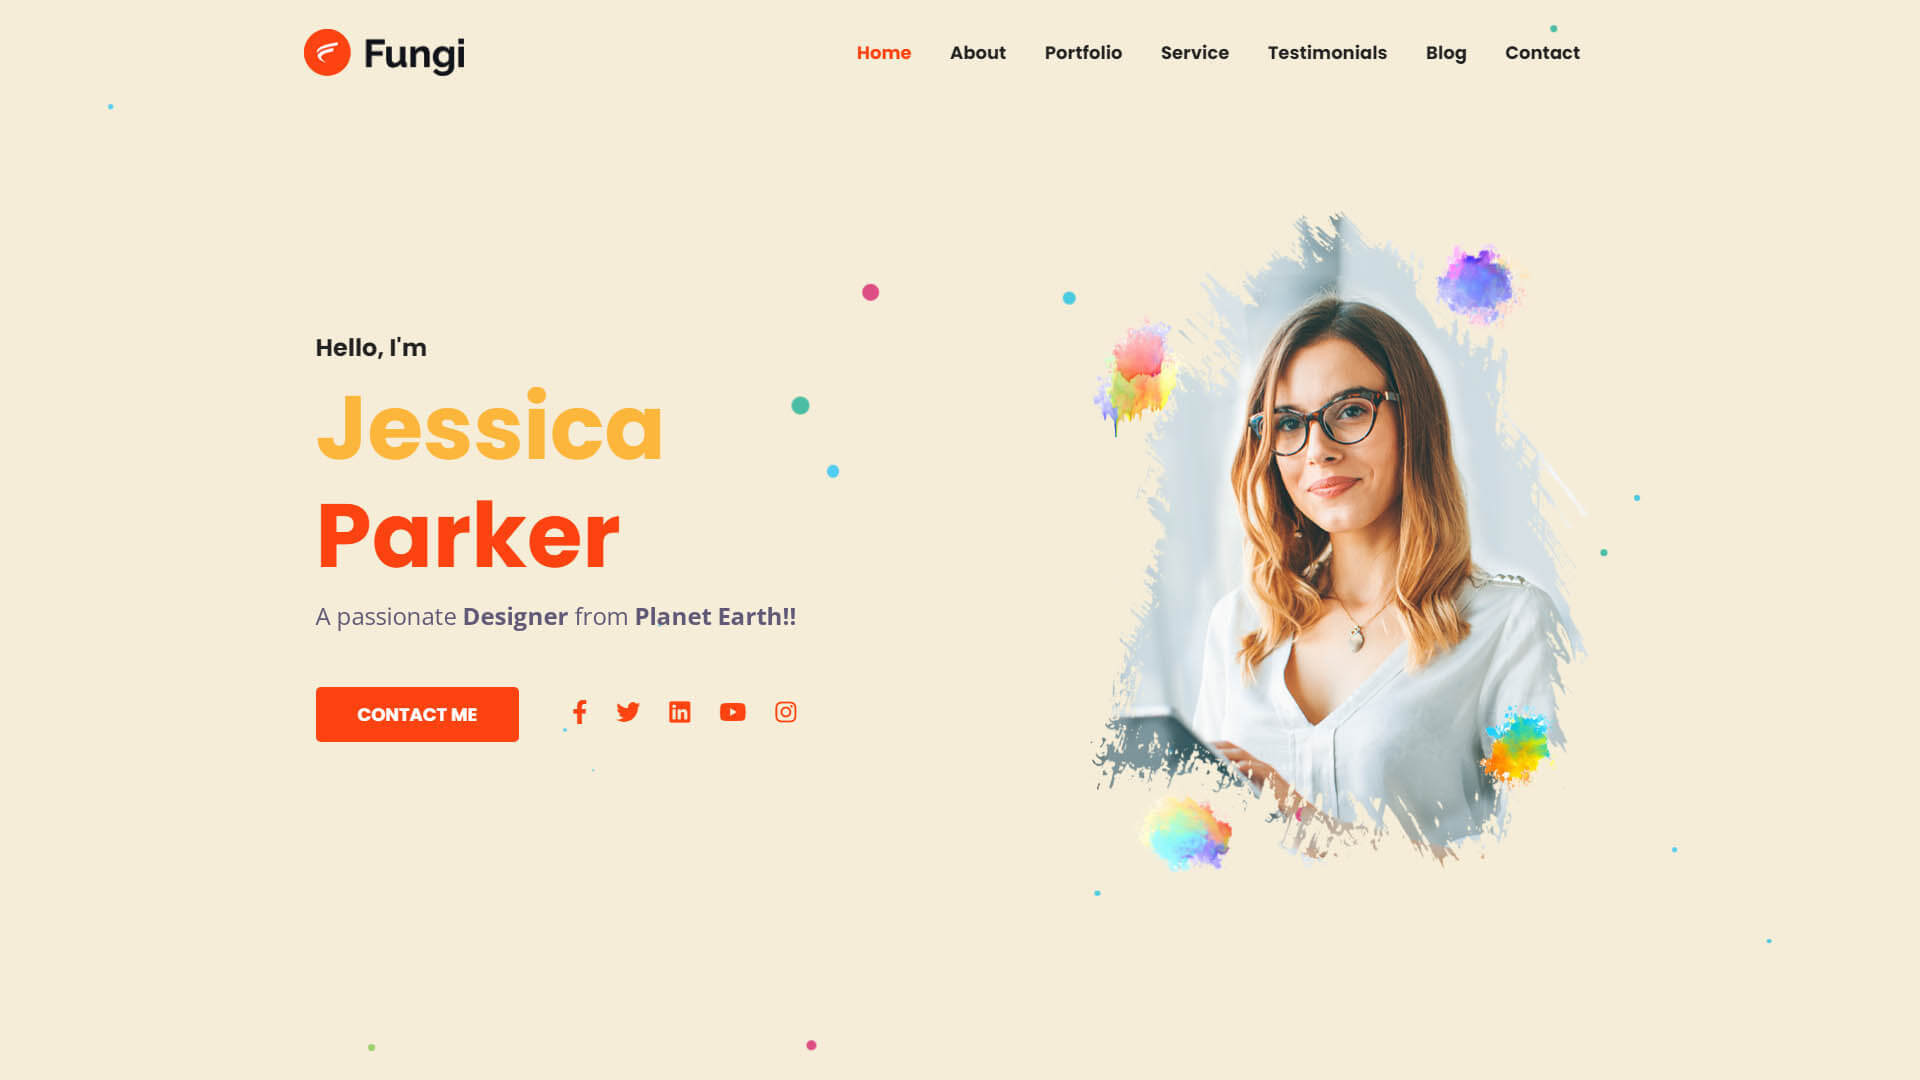 Fungi
Home About Portfolio Service Testimonials Blog Contact
Hello, I'm
Jessica
Parker
A passionate Designer from Planet Earth!!
CONTACT ME